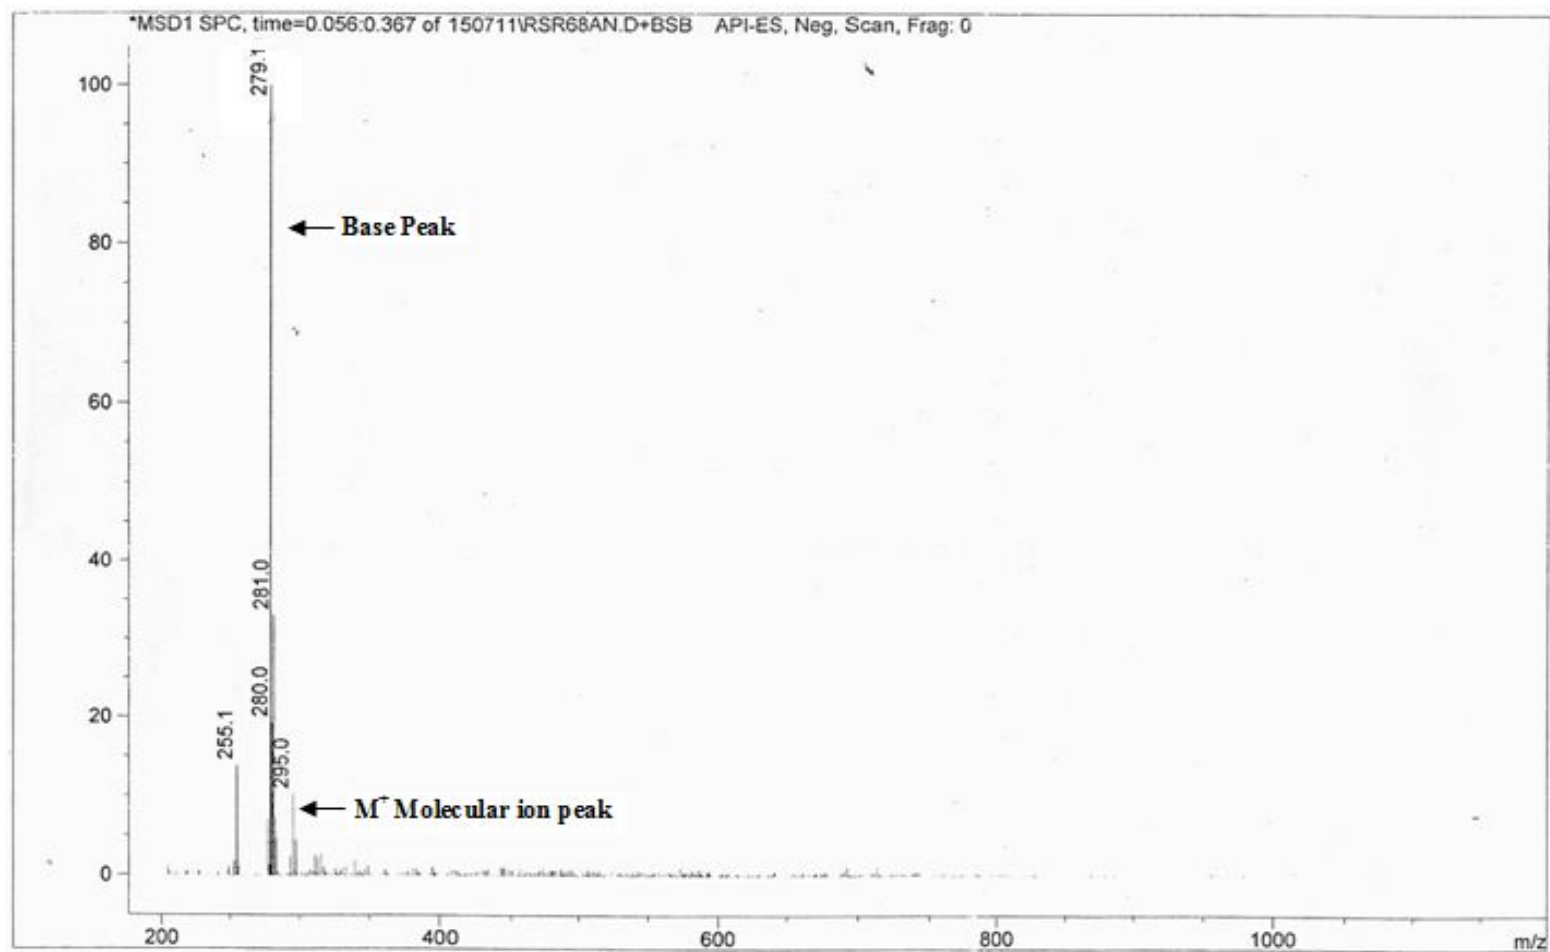 *MSD1 SPC, time=0.056:0.367 of 150711\RSR68AN.D+BSB API-ES, Neg, Scan, Frag: 0
279.1
100
Base Peak
80
60
281.0
40
280.0
255.1
20
295.0
M+ Molecular ion peak
0
200 400 600 800 1000 m/z